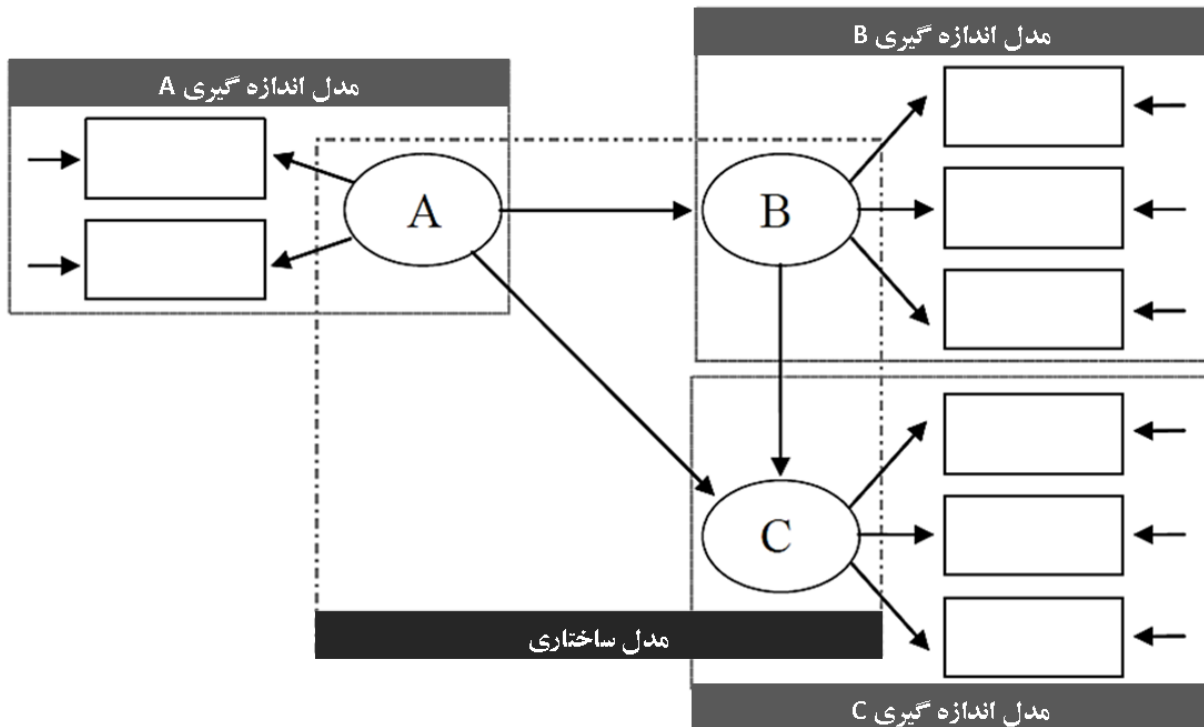 مدل اندازه گیری B
مدل اندازه گیری A
A
B
C
مدل ساختاری
مدل اندازه گیری C